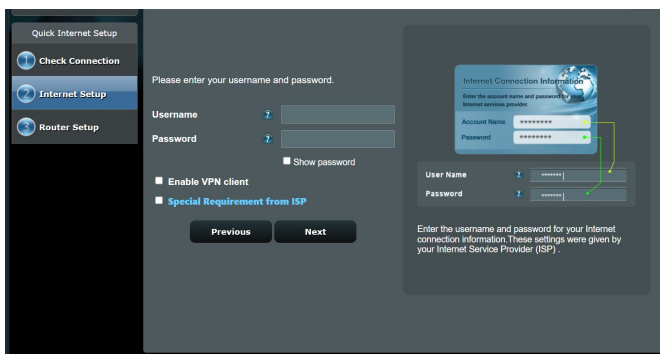 Quick Internet Setup
1 Check Connection
2 Internet Setup
3 Router Setup
Please enter your username and password.
Username ?
Password ?
Show password
Enable VPN client
Special Requirement from ISP
Previous Next
Internet Connection Information
Enter the account name and password for your
Internet services provider.
Account Name ********
Password ********
User Name ? *******
Password ? *******
Enter the username and password for your Internet
connection information.These settings were given by
your Internet Service Provider (ISP) .